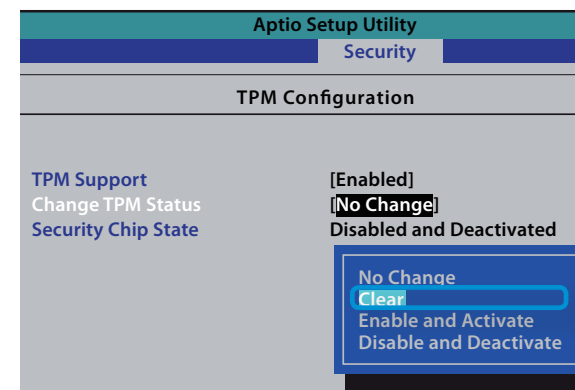 Aptio Setup Utility
Security
TPM Configuration
TPM Support [Enabled]
Change TPM Status [No Change]
Security Chip State Disabled and Deactivated
No Change
Clear
Enable and Activate
Disable and Deactivate